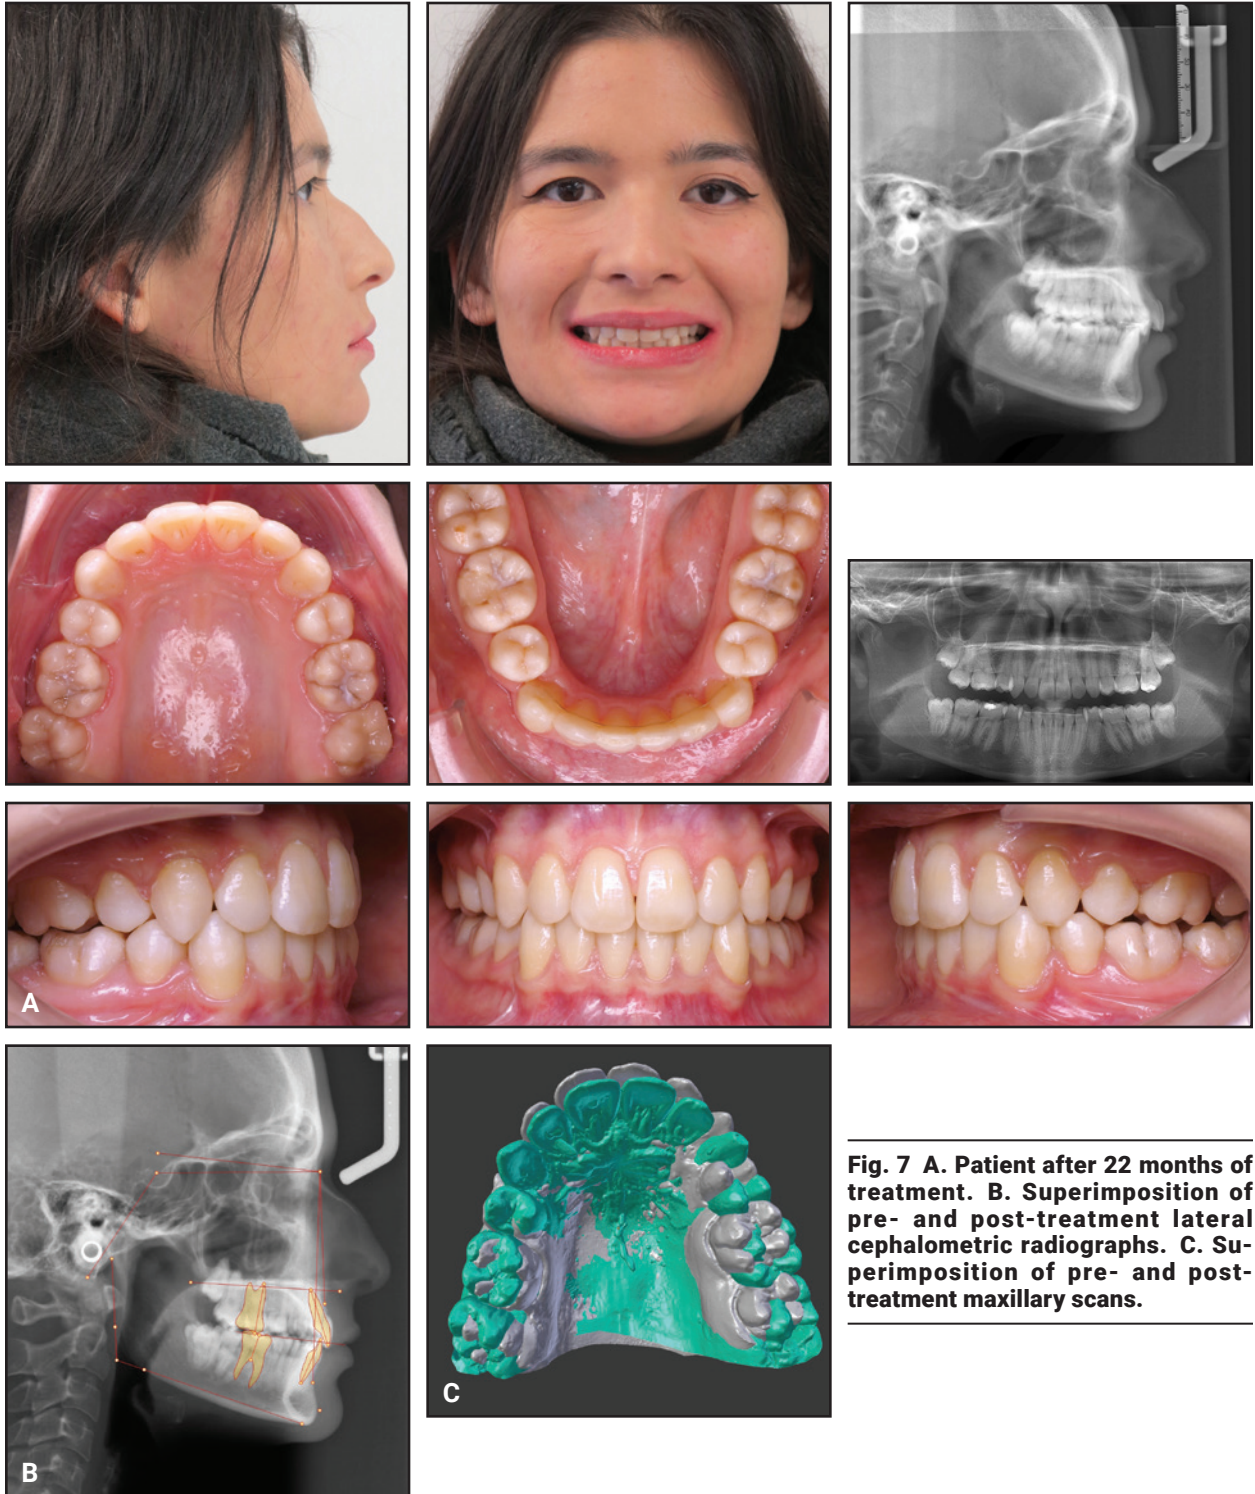 A
B
C
Fig. 7 A. Patient after 22 months of
treatment. B. Superimposition of
pre- and post-treatment lateral
cephalometric radiographs. C. Su-
perimposition of pre- and post-
treatment maxillary scans.